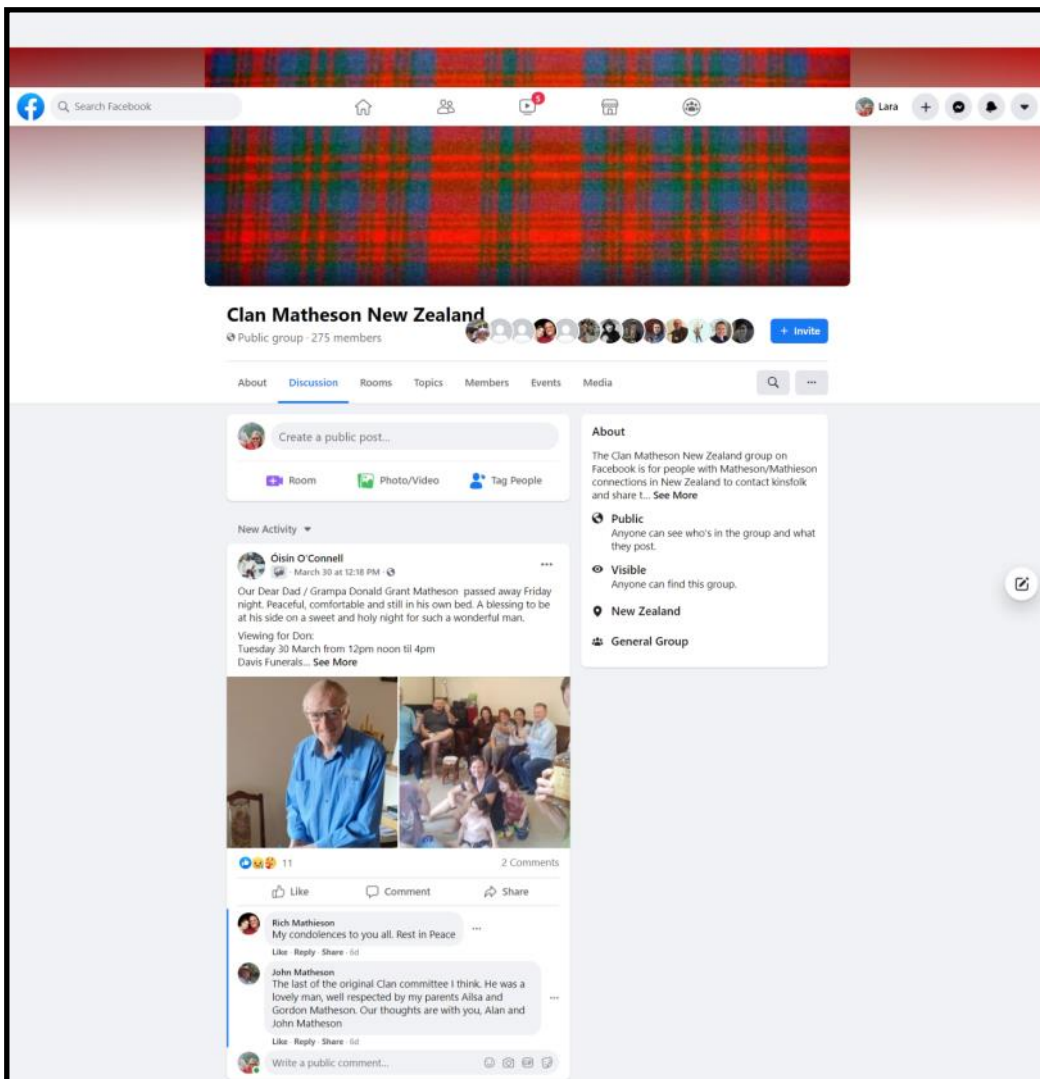 Search Facebook
5
Lara
Clan Matheson New Zealand
Public group · 275 members
+ Invite
About Discussion Rooms Topics Members Events Media
Create a public post...
Room Photo/Video Tag People
New Activity
Óisín O'Connell
· March 30 at 12:18 PM ·
Our Dear Dad / Grampa Donald Grant Matheson passed away Friday
night. Peaceful, comfortable and still in his own bed. A blessing to be
at his side on a sweet and holy night for such a wonderful man.
Viewing for Don:
Tuesday 30 March from 12pm noon til 4pm
Davis Funerals... See More
11
2 Comments
Like Comment Share
Rich Mathieson
My condolences to you all. Rest in Peace
Like · Reply · Share · 6d
John Matheson
The last of the original Clan committee I think. He was a
lovely man, well respected by my parents Ailsa and
Gordon Matheson. Our thoughts are with you, Alan and
John Matheson
Like · Reply · Share · 6d
Write a public comment...
GIF
About
The Clan Matheson New Zealand group on
Facebook is for people with Matheson/Mathieson
connections in New Zealand to contact kinsfolk
and share t... See More
Public
Anyone can see who's in the group and what
they post.
Visible
Anyone can find this group.
New Zealand
General Group